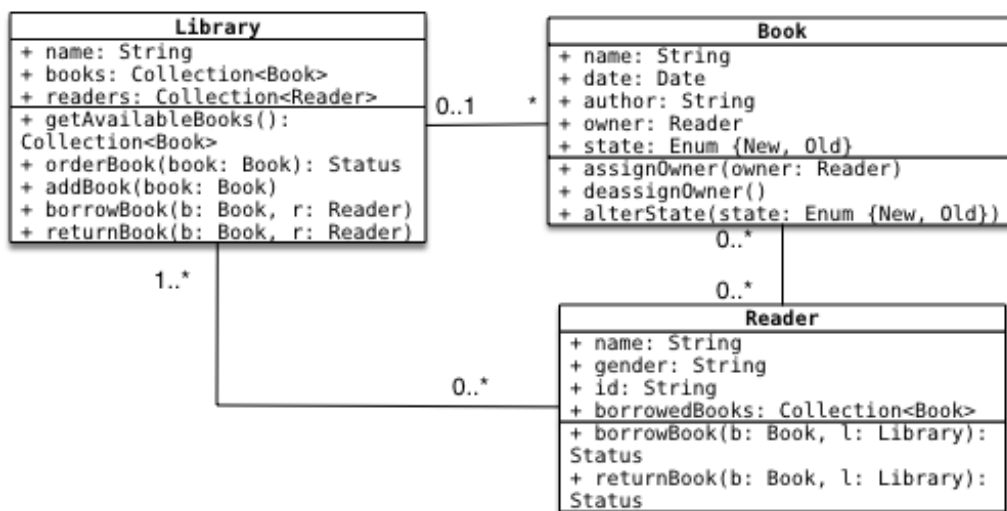 Library
+ name: String
+ books: Collection<Book>
+ readers: Collection<Reader>
+ getAvailableBooks():
Collection<Book>
+ orderBook(book: Book): Status
+ addBook(book: Book)
+ borrowBook(b: Book, r: Reader)
+ returnBook(b: Book, r: Reader)
0..1
*
Book
+ name: String
+ date: Date
+ author: String
+ owner: Reader
+ state: Enum {New, Old}
+ assignOwner(owner: Reader)
+ deassignOwner()
+ alterState(state: Enum {New, Old})
0..*
1..*
0..*
0..*
Reader
+ name: String
+ gender: String
+ id: String
+ borrowedBooks: Collection<Book>
+ borrowBook(b: Book, l: Library):
Status
+ returnBook(b: Book, l: Library):
Status